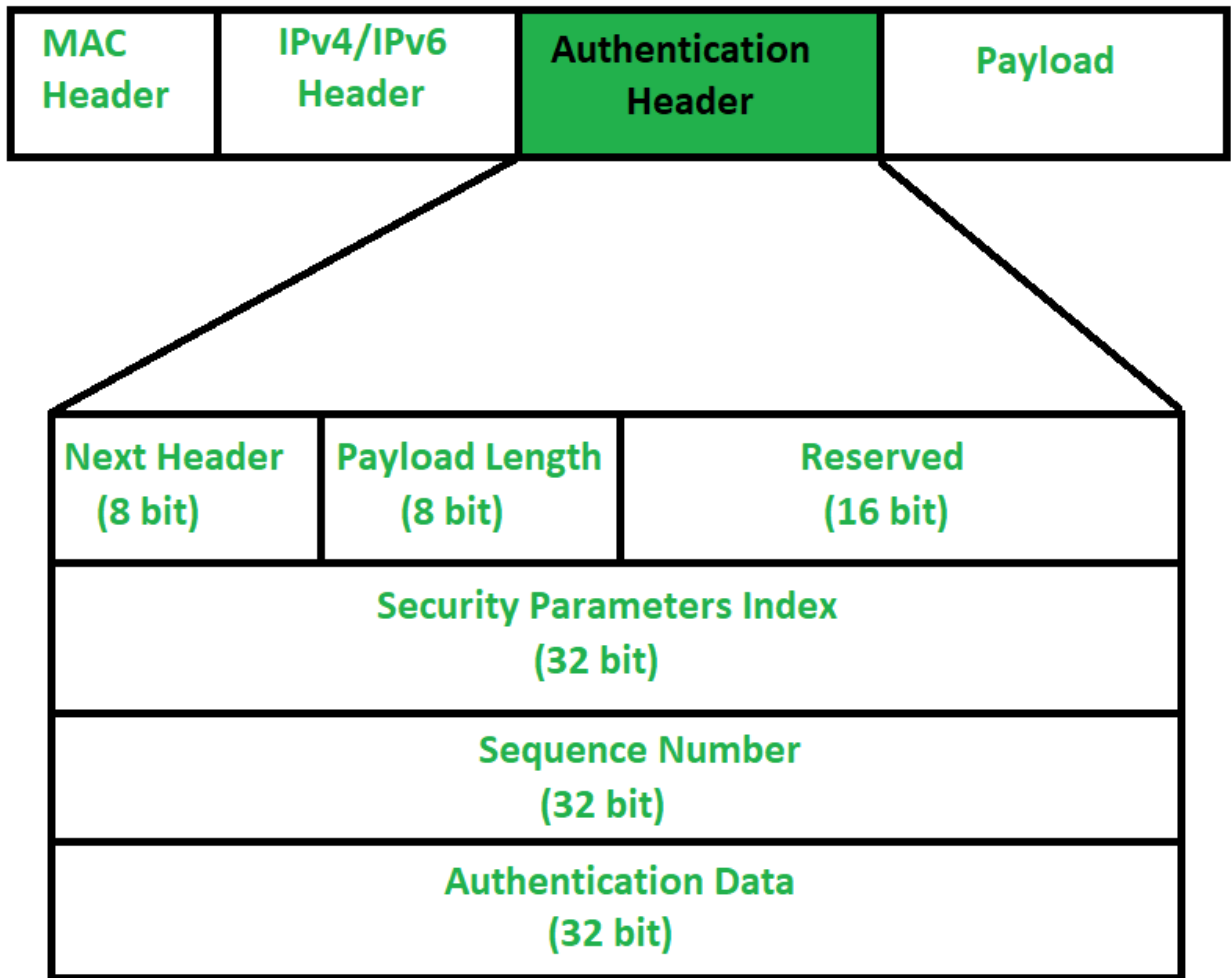 MAC
Header
IPv4/IPv6
Header
Authentication
Header
Payload
Next Header
(8 bit)
Payload Length
(8 bit)
Reserved
(16 bit)
Security Parameters Index
(32 bit)
Sequence Number
(32 bit)
Authentication Data
(32 bit)